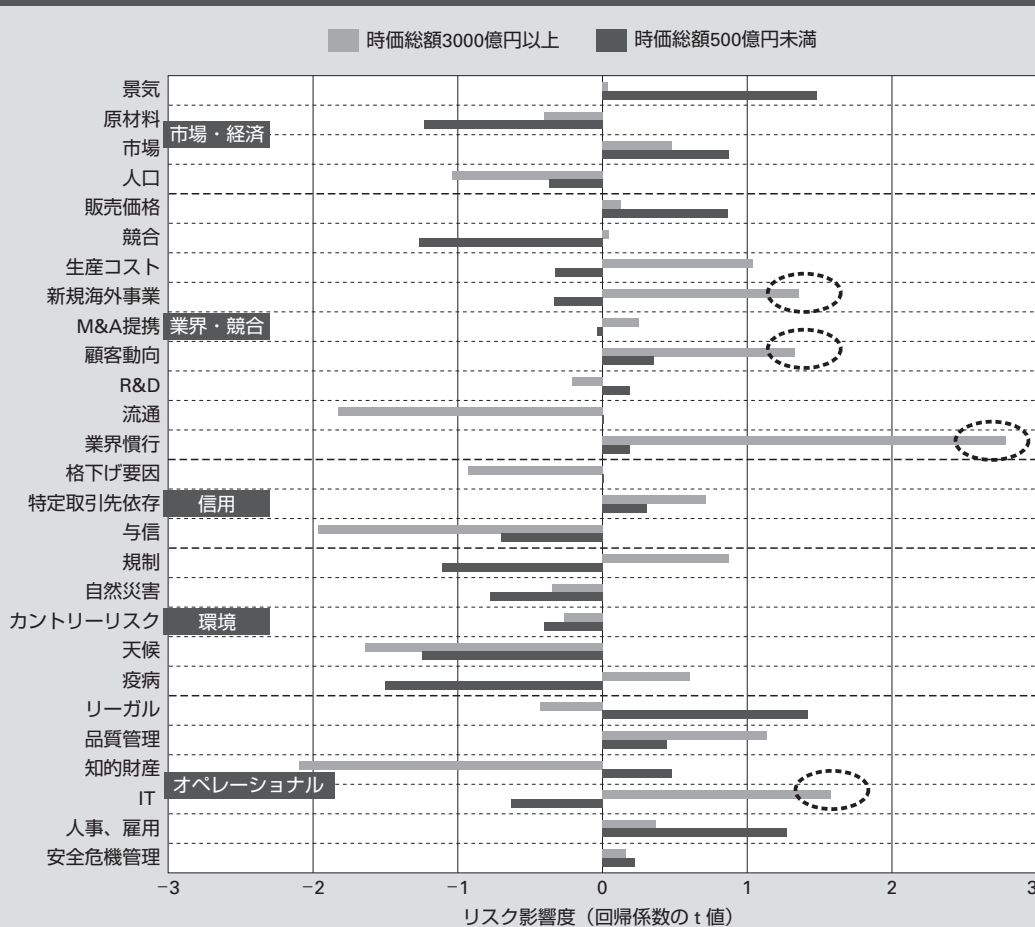 時価総額3000億円以上
時価総額500億円未満
景気
原材料
市場・経済
市場
人口
販売価格
競合
生産コスト
新規海外事業
M&A提携
業界・競合
顧客動向
R&D
流通
業界慣行
格下げ要因
特定取引先依存
信用
与信
規制
自然災害
カントリーリスク
環境
天候
疫病
リーガル
品質管理
知的財産
オペレーショナル
IT
人事、雇用
安全危機管理
−3 −2 −1 0 1 2 3
リスク影響度（回帰係数の t 値）